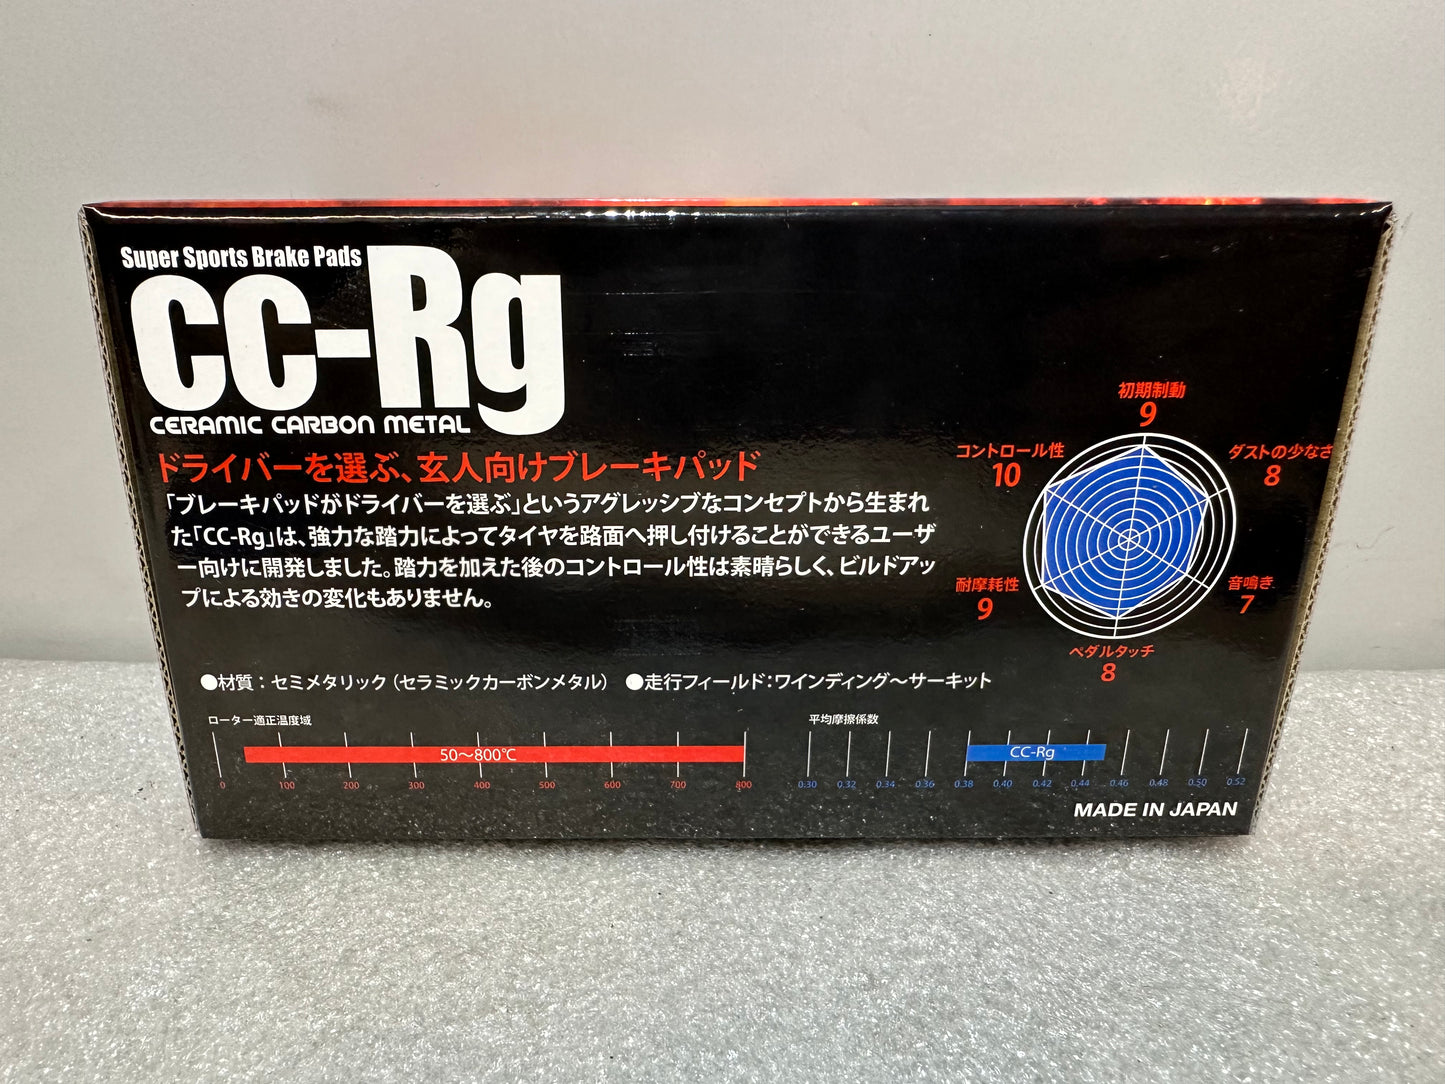 Super Sports Brake Pads
CC-Rg
CERAMIC CARBON METAL
ドライバーを選ぶ、玄人向けブレーキパッド
「ブレーキパッドがドライバーを選ぶ」というアグレッシブなコンセプトから生まれ
た「CC-Rg」は、強力な踏力によってタイヤを路面へ押し付けることができるユーザ
ー向けに開発しました。踏力を加えた後のコントロール性は素晴らしく、ビルドアッ
プによる効きの変化もありません。
初期制動
9
コントロール性
10
ダストの少なさ
8
耐摩耗性
9
音鳴き
7
ペダルタッチ
8
●材質：セミメタリック（セラミックカーボンメタル） ●走行フィールド：ワインディング〜サーキット
ローター適正温度域
50〜800℃
0 100 200 300 400 500 600 700 800
平均摩擦係数
CC-Rg
0.30 0.32 0.34 0.36 0.38 0.40 0.42 0.44 0.46 0.48 0.50 0.52
MADE IN JAPAN